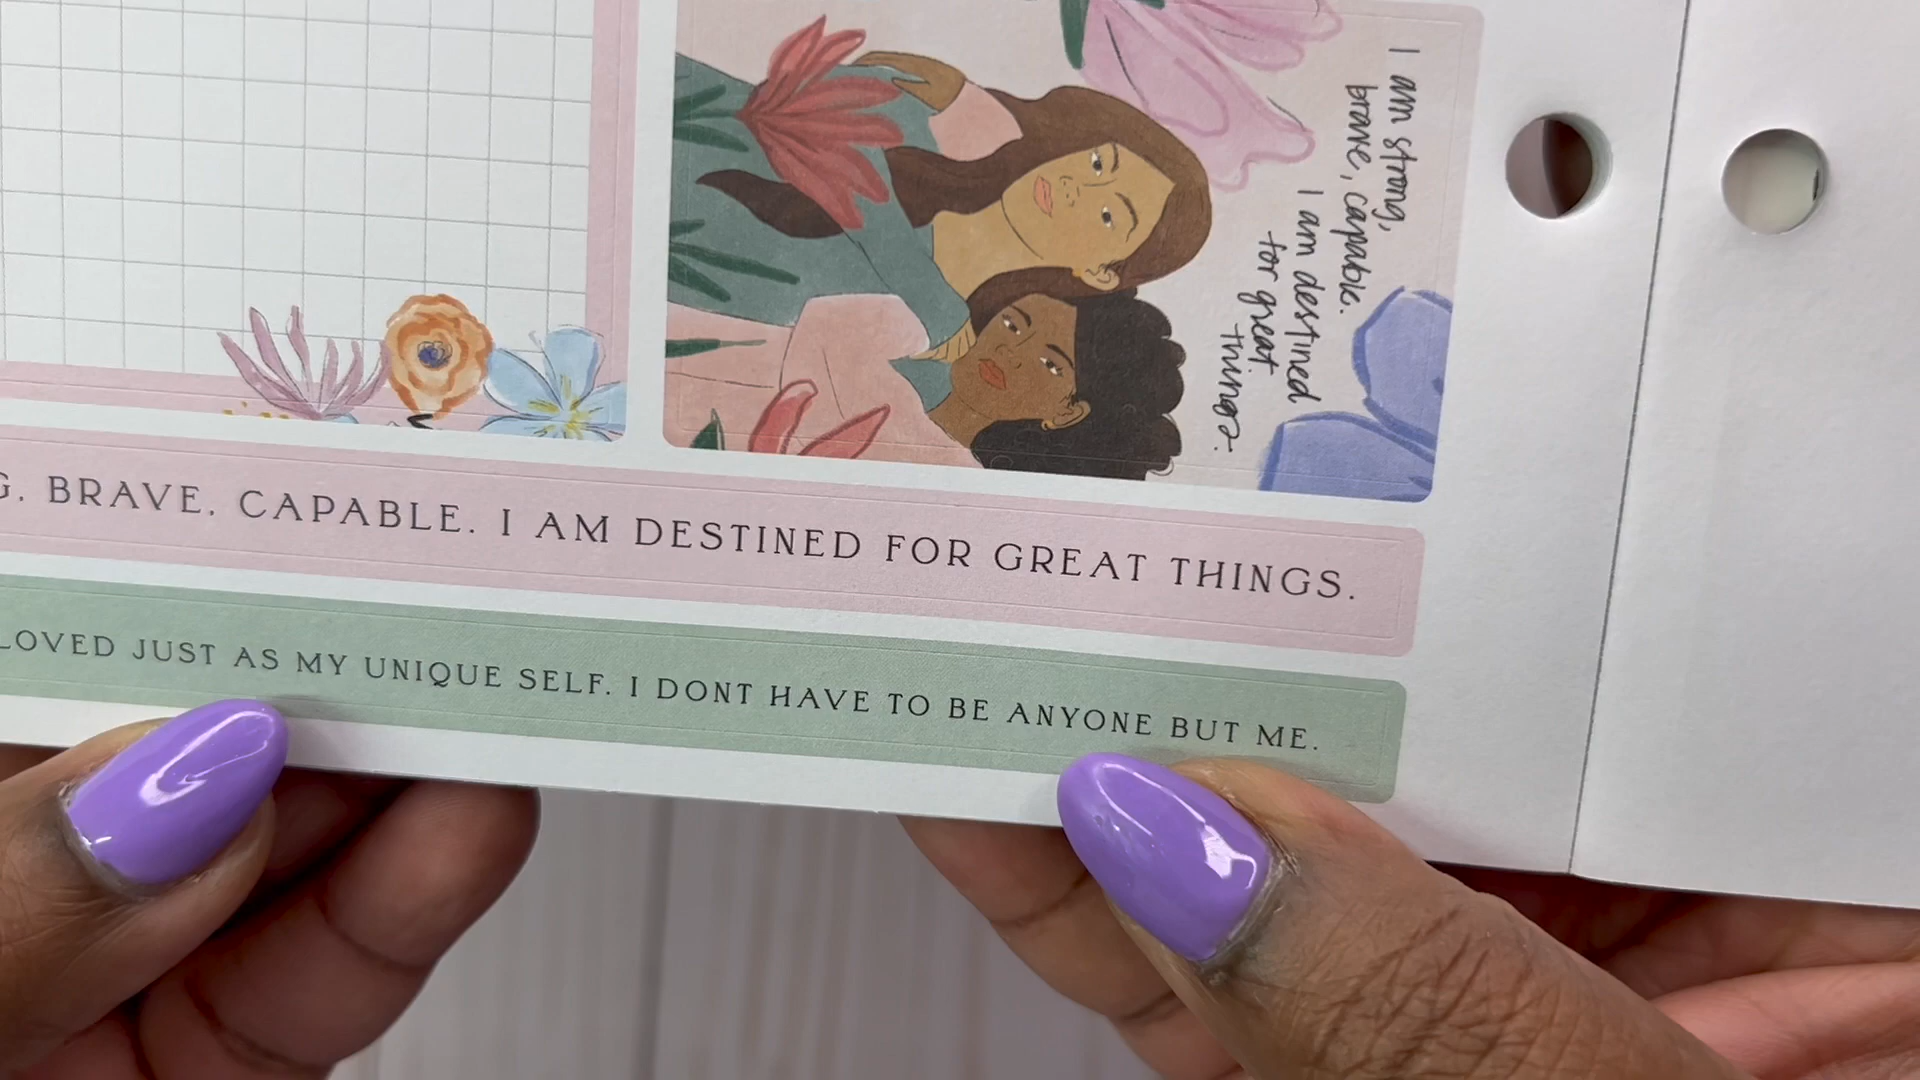 I am strong,
brave, capable.
I am destined
for great
things.
BRAVE, CAPABLE. I AM DESTINED FOR GREAT THINGS.
LOVED JUST AS MY UNIQUE SELF. I DONT HAVE TO BE ANYONE BUT ME.